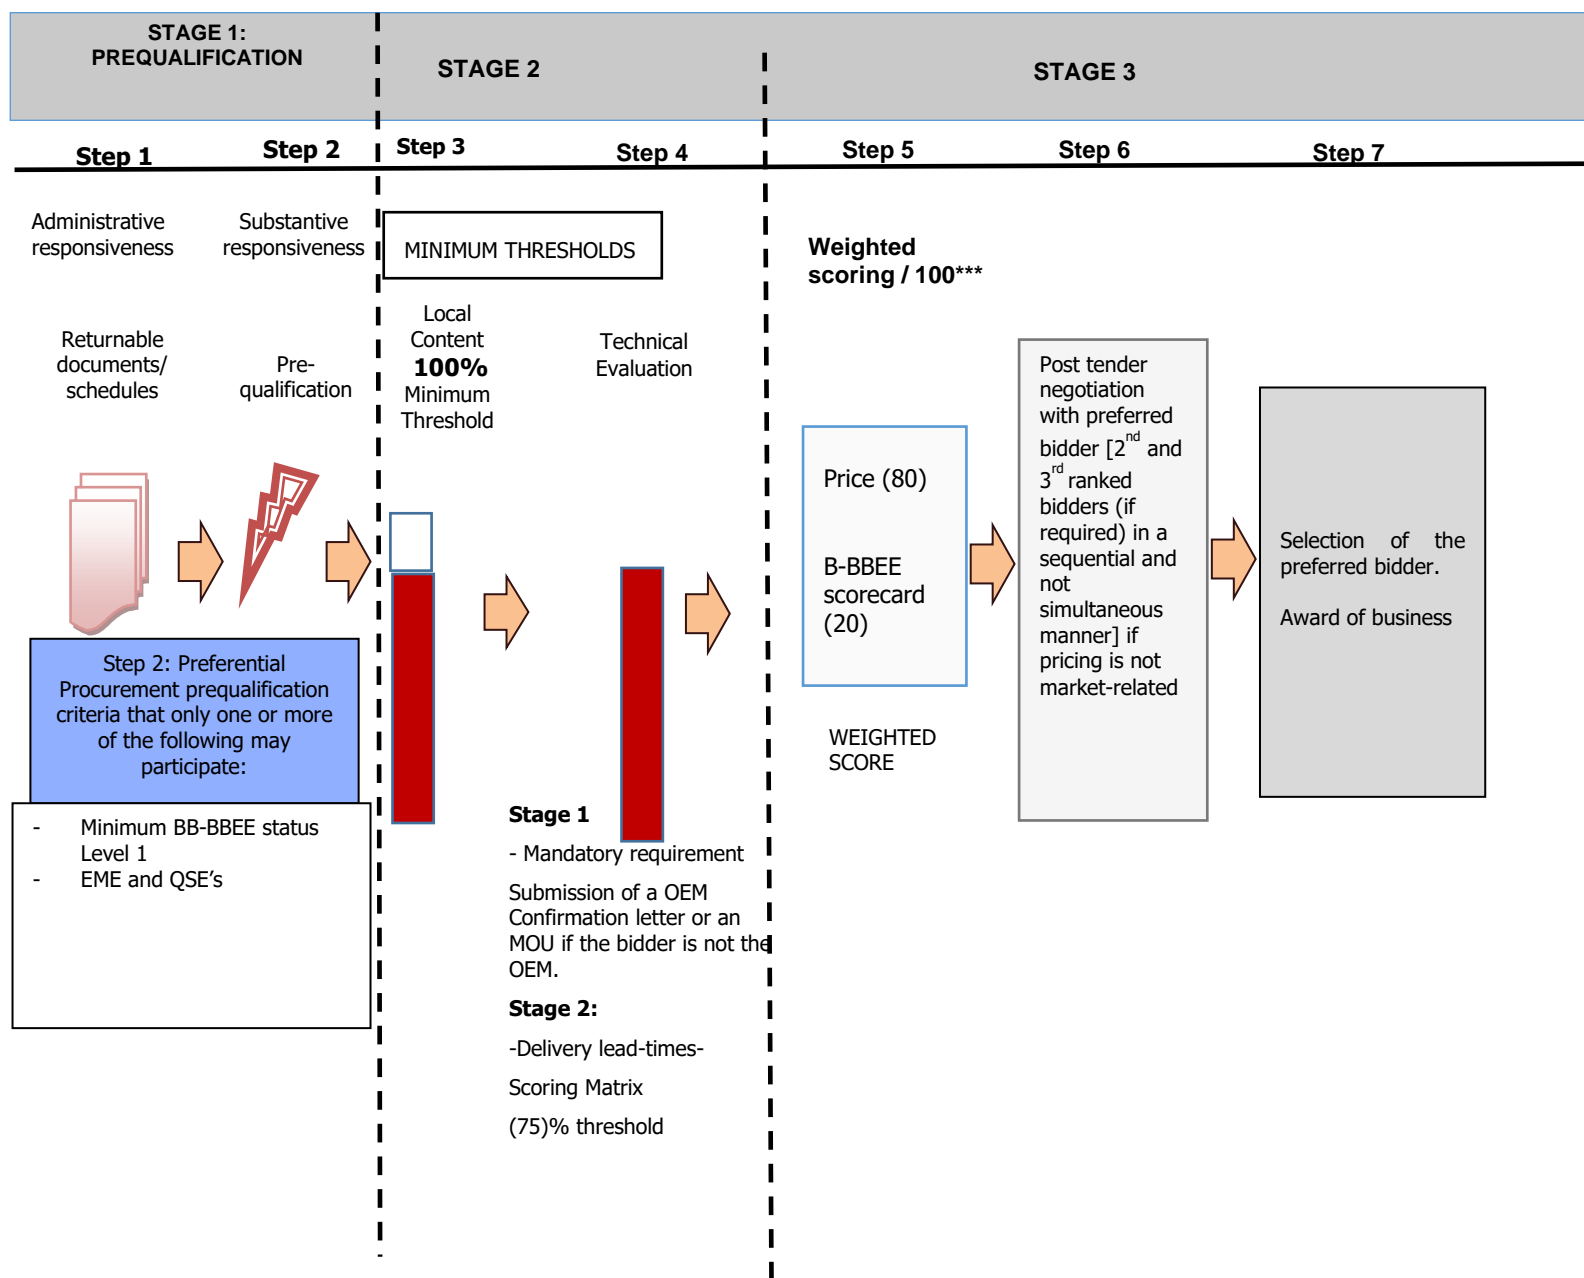 STAGE 1:
PREQUALIFICATION
STAGE 2
STAGE 3
Step 1
Step 2
Step 3
Step 4
Step 5
Step 6
Step 7
Administrative
responsiveness
Substantive
responsiveness
MINIMUM THRESHOLDS
Weighted
scoring / 100***
Returnable
documents/
schedules
Pre-
qualification
Local
Content
100%
Minimum
Threshold
Technical
Evaluation
Price (80)
B-BBEE
scorecard
(20)
WEIGHTED
SCORE
Post tender
negotiation
with preferred
bidder [2nd and
3rd ranked
bidders (if
required) in a
sequential and
not
simultaneous
manner] if
pricing is not
market-related
Selection of the
preferred bidder.
Award of business
Step 2: Preferential
Procurement prequalification
criteria that only one or more
of the following may
participate:
- Minimum BB-BBEE status
Level 1
- EME and QSE’s
Stage 1
- Mandatory requirement
Submission of a OEM
Confirmation letter or an
MOU if the bidder is not the
OEM.
Stage 2:
-Delivery lead-times-
Scoring Matrix
(75)% threshold